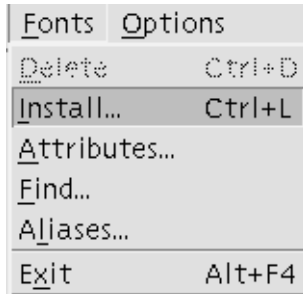 Fonts Options
Delete Ctrl+D
Install... Ctrl+L
Attributes...
Find...
Aliases...
Exit Alt+F4